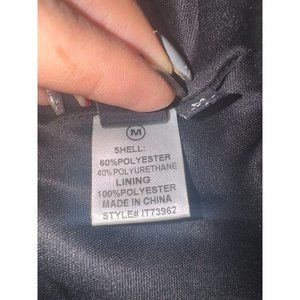 M
SHELL:
60%POLYESTER
40%POLYURETHANE
LINING
100%POLYESTER
MADE IN CHINA
STYLE# IT73962